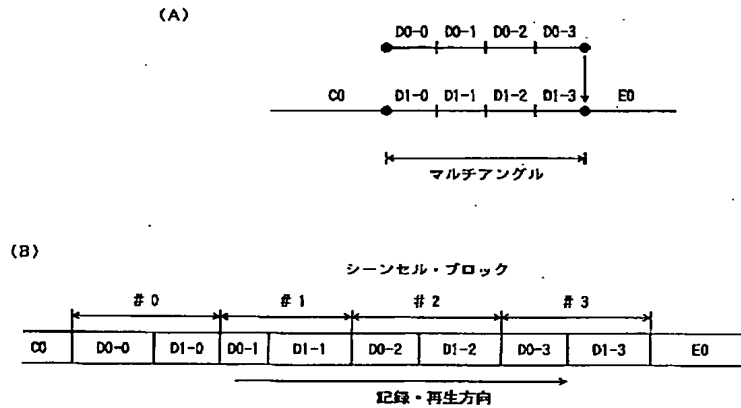 (A)
D0-0 D0-1 D0-2 D0-3
C0 D1-0 D1-1 D1-2 D1-3 E0
マルチアングル
(B)
シーンセル・ブロック
#0 #1 #2 #3
C0 D0-0 D1-0 D0-1 D1-1 D0-2 D1-2 D0-3 D1-3 E0
記録・再生方向